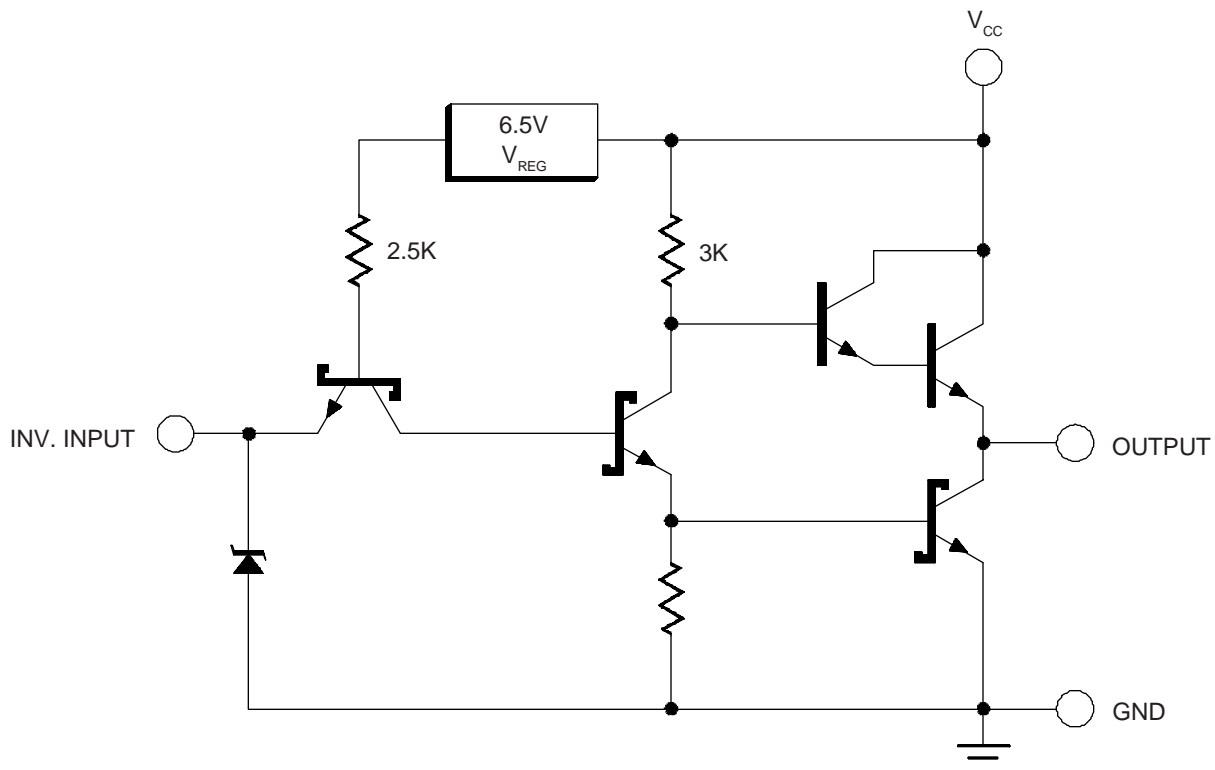 VCC
6.5V
VREG
2.5K
3K
INV. INPUT
OUTPUT
GND